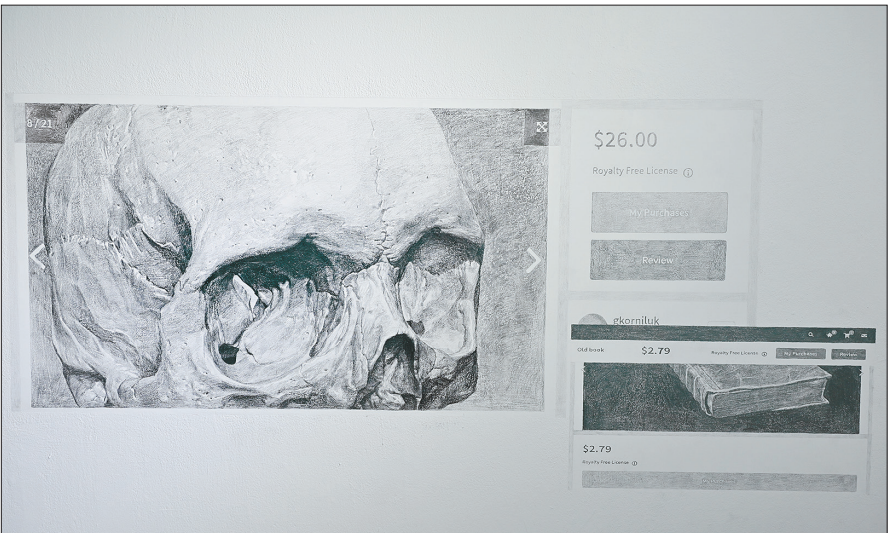 8/21
$26.00
Royalty Free License
My Purchases
Review
gkorniluk
Old book $2.79 Royalty Free License My Purchases Review
$2.79
Royalty Free License